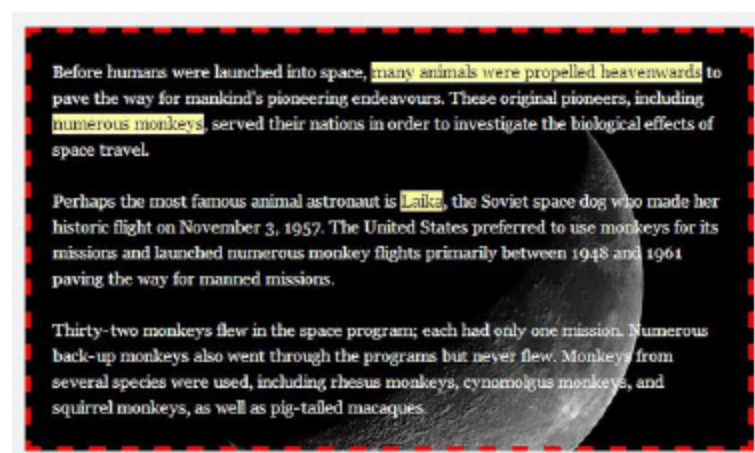 Before humans were launched into space, many animals were propelled heavenwards to
pave the way for mankind's pioneering endeavours. These original pioneers, including
numerous monkeys, served their nations in order to investigate the biological effects of
space travel.
Perhaps the most famous animal astronaut is Laika, the Soviet space dog who made her
historic flight on November 3, 1957. The United States preferred to use monkeys for its
missions and launched numerous monkey flights primarily between 1948 and 1961
paving the way for manned missions.
Thirty-two monkeys flew in the space program; each had only one mission. Numerous
back-up monkeys also went through the programs but never flew. Monkeys from
several species were used, including rhesus monkeys, cynomolgus monkeys, and
squirrel monkeys, as well as pig-tailed macaques.